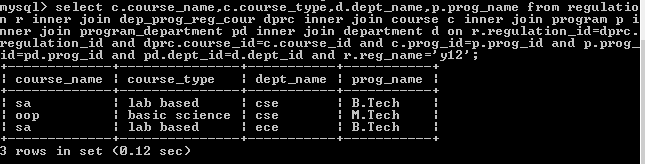 mysql> select c.course_name,c.course_type,d.dept_name,p.prog_name from regulatio
n r inner join dep_prog_reg_cour dprc inner join course c inner join program p i
nner join program_department pd inner join department d on r.regulation_id=dprc.
regulation_id and dprc.course_id=c.course_id and c.prog_id=p.prog_id and p.prog_
id=pd.prog_id and pd.dept_id=d.dept_id and r.reg_name='y12';
+-------------+---------------+-----------+-----------+
| course_name | course_type   | dept_name | prog_name |
+-------------+---------------+-----------+-----------+
| sa          | lab based     | cse       | B.Tech    |
| oop         | basic science | cse       | M.Tech    |
| sa          | lab based     | ece       | B.Tech    |
+-------------+---------------+-----------+-----------+
3 rows in set (0.12 sec)